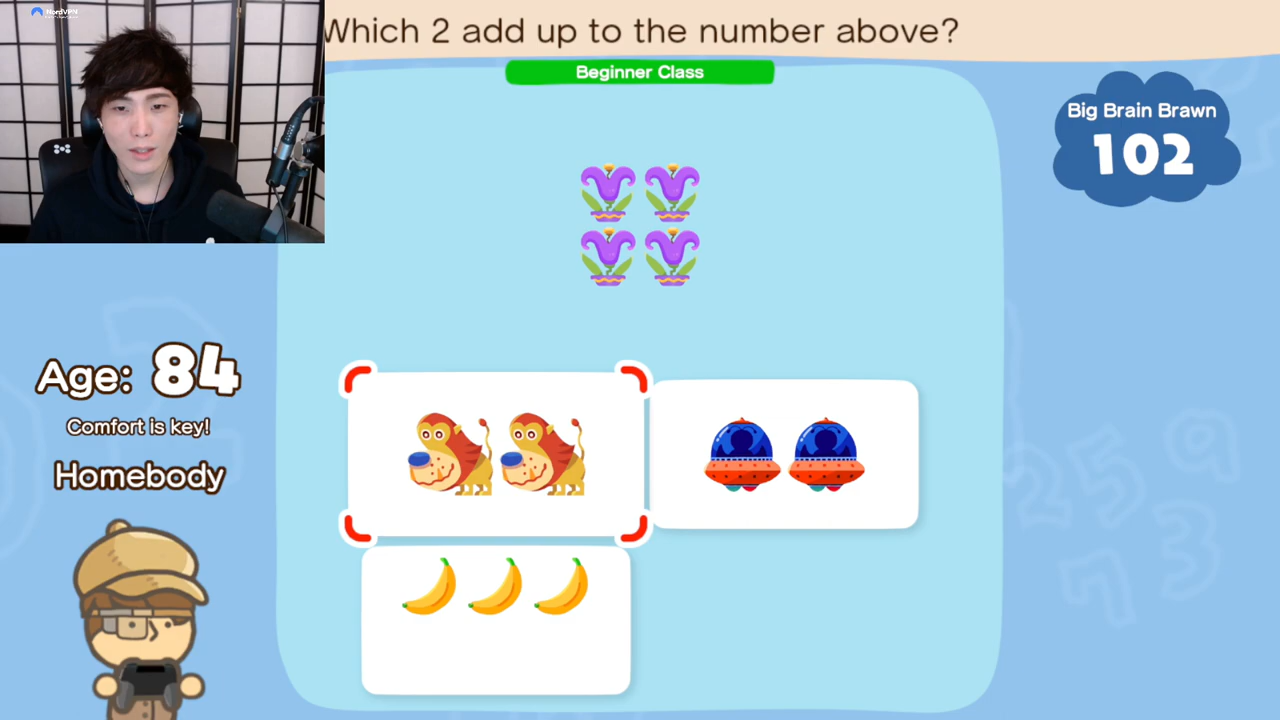 NordVPN
Which 2 add up to the number above?
Beginner Class
Big Brain Brawn
102
Age: 84
Comfort is key!
Homebody